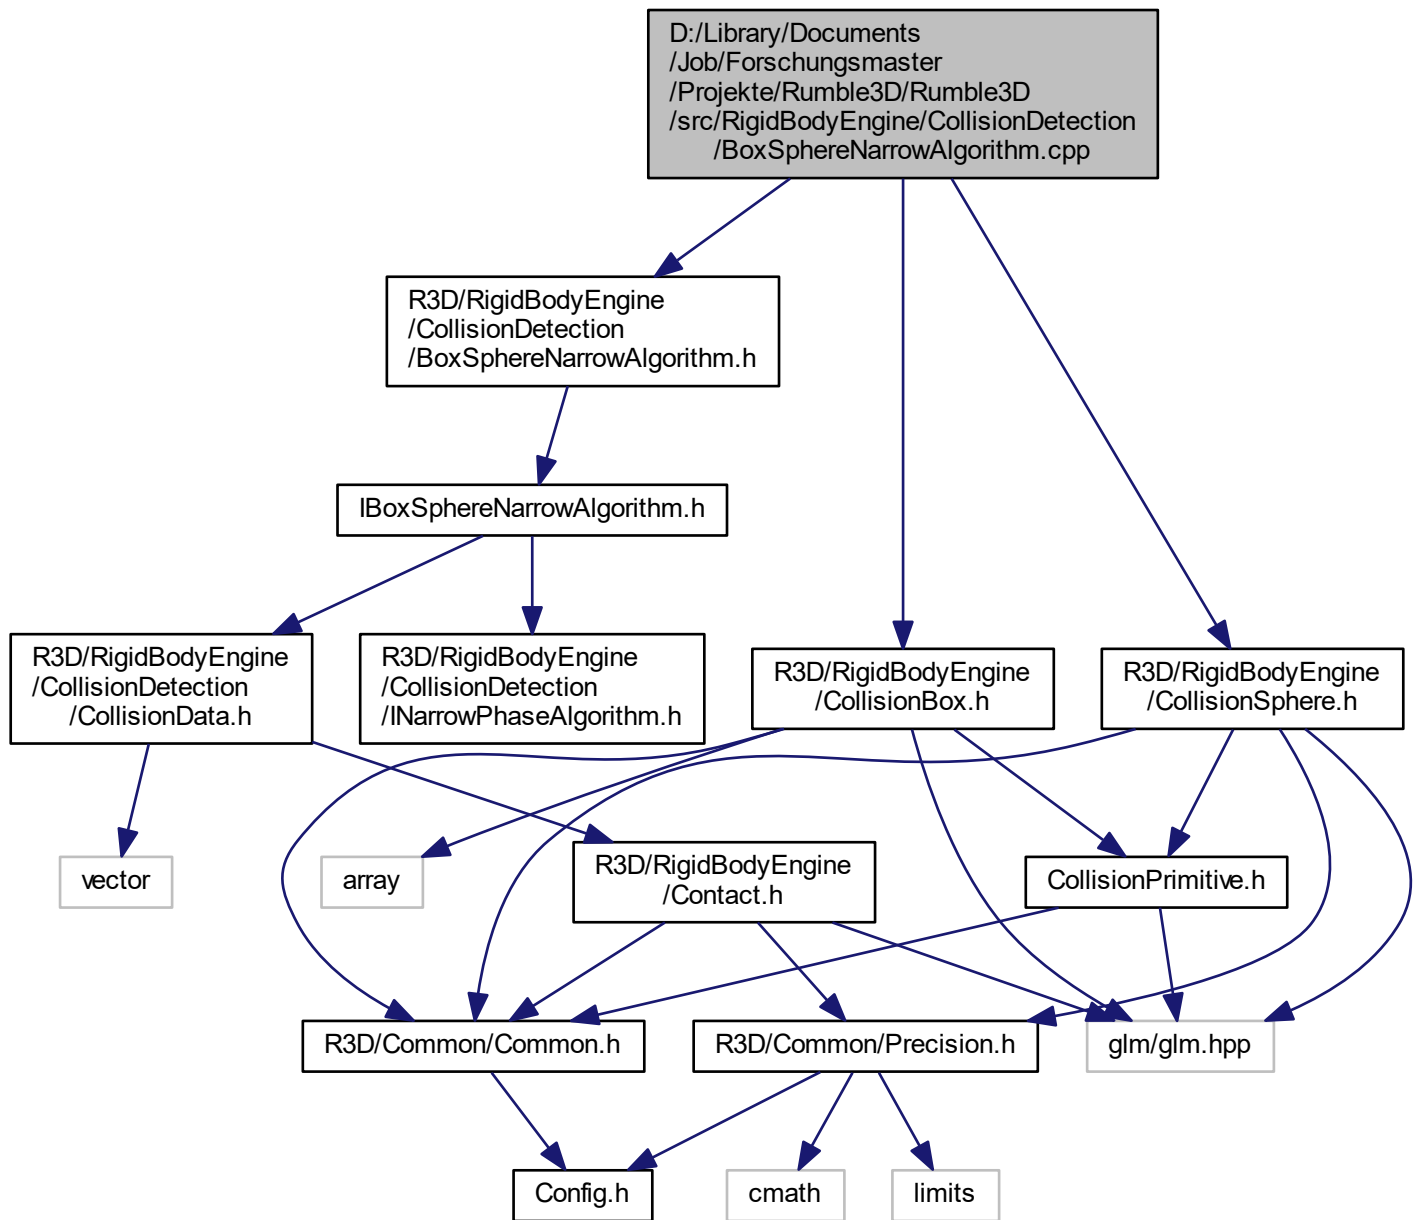 D:/Library/Documents
/Job/Forschungsmaster
/Projekte/Rumble3D/Rumble3D
/src/RigidBodyEngine/CollisionDetection
/BoxSphereNarrowAlgorithm.cpp
R3D/RigidBodyEngine
/CollisionDetection
/BoxSphereNarrowAlgorithm.h
IBoxSphereNarrowAlgorithm.h
R3D/RigidBodyEngine
/CollisionDetection
/CollisionData.h
R3D/RigidBodyEngine
/CollisionDetection
/INarrowPhaseAlgorithm.h
R3D/RigidBodyEngine
/CollisionBox.h
R3D/RigidBodyEngine
/CollisionSphere.h
vector
array
R3D/RigidBodyEngine
/Contact.h
CollisionPrimitive.h
R3D/Common/Common.h
R3D/Common/Precision.h
glm/glm.hpp
Config.h
cmath
limits